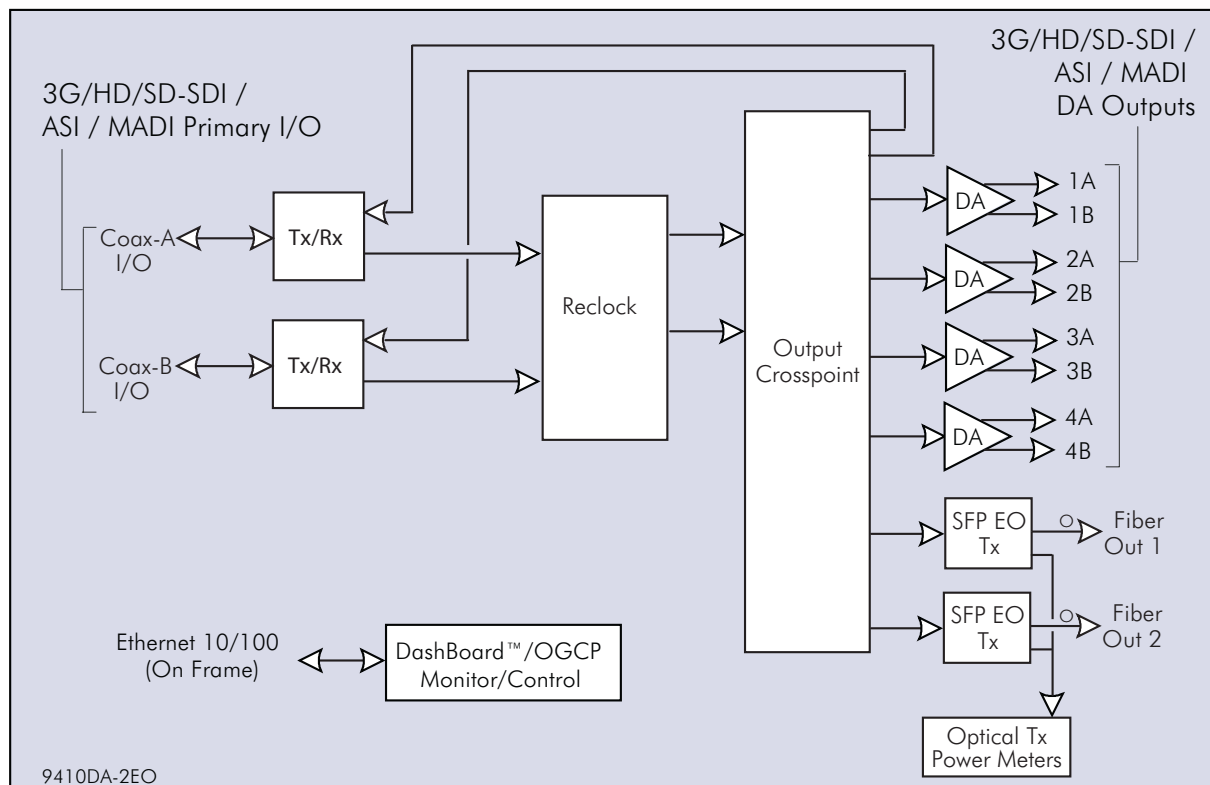 3G/HD/SD-SDI /
ASI / MADI Primary I/O
3G/HD/SD-SDI /
ASI / MADI
DA Outputs
Coax-A
I/O
Tx/Rx
Coax-B
I/O
Tx/Rx
Reclock
Output
Crosspoint
DA
1A
1B
DA
2A
2B
DA
3A
3B
DA
4A
4B
SFP EO
Tx
Fiber
Out 1
SFP EO
Tx
Fiber
Out 2
Optical Tx
Power Meters
Ethernet 10/100
(On Frame)
DashBoard™/OGCP
Monitor/Control
9410DA-2EO